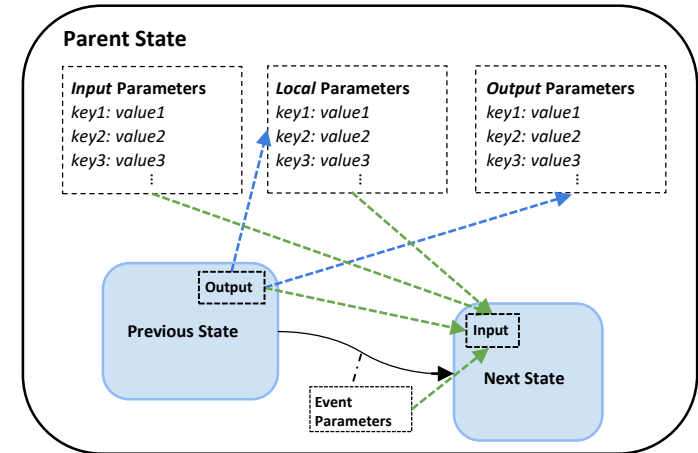 Parent State
Input Parameters
key1: value1
key2: value2
key3: value3
⋮
Local Parameters
key1: value1
key2: value2
key3: value3
⋮
Output Parameters
key1: value1
key2: value2
key3: value3
⋮
Output
Previous State
Input
Next State
Event
Parameters